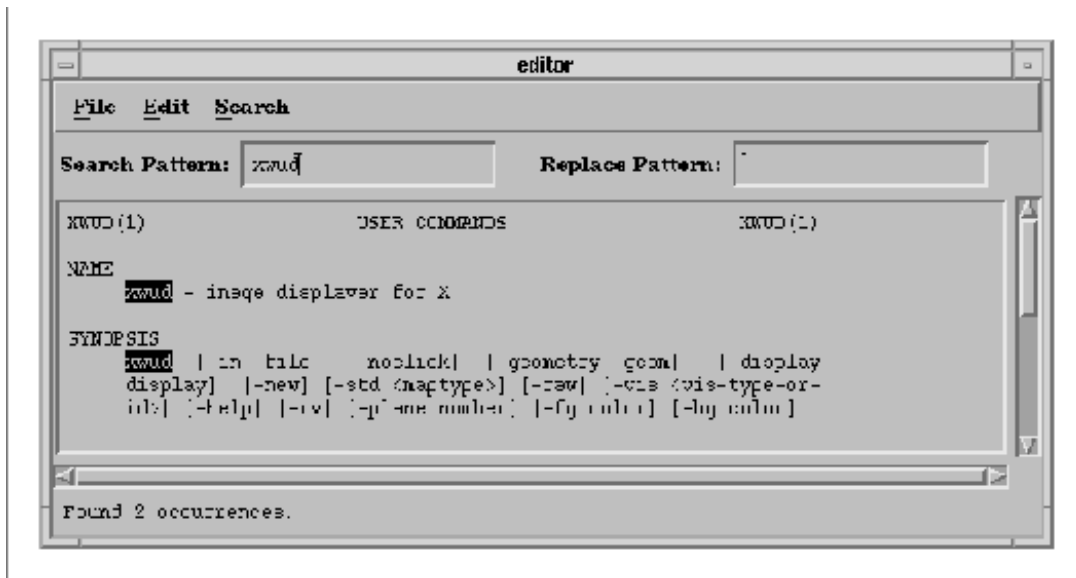 editor
File Edit Search
Search Pattern: xwud Replace Pattern:
XWUD(1) USER COMMANDS XWUD(1)
NAME
xwud - image displayer for X
SYNOPSIS
xwud [-in file] [-noclick] [-geometry geom] [-display
display] [-new] [-std <maptype>] [-raw] [-vis <vis-type-or-
id>] [-help] [-rv] [-plane number] [-fg color] [-bg color]
Found 2 occurrences.